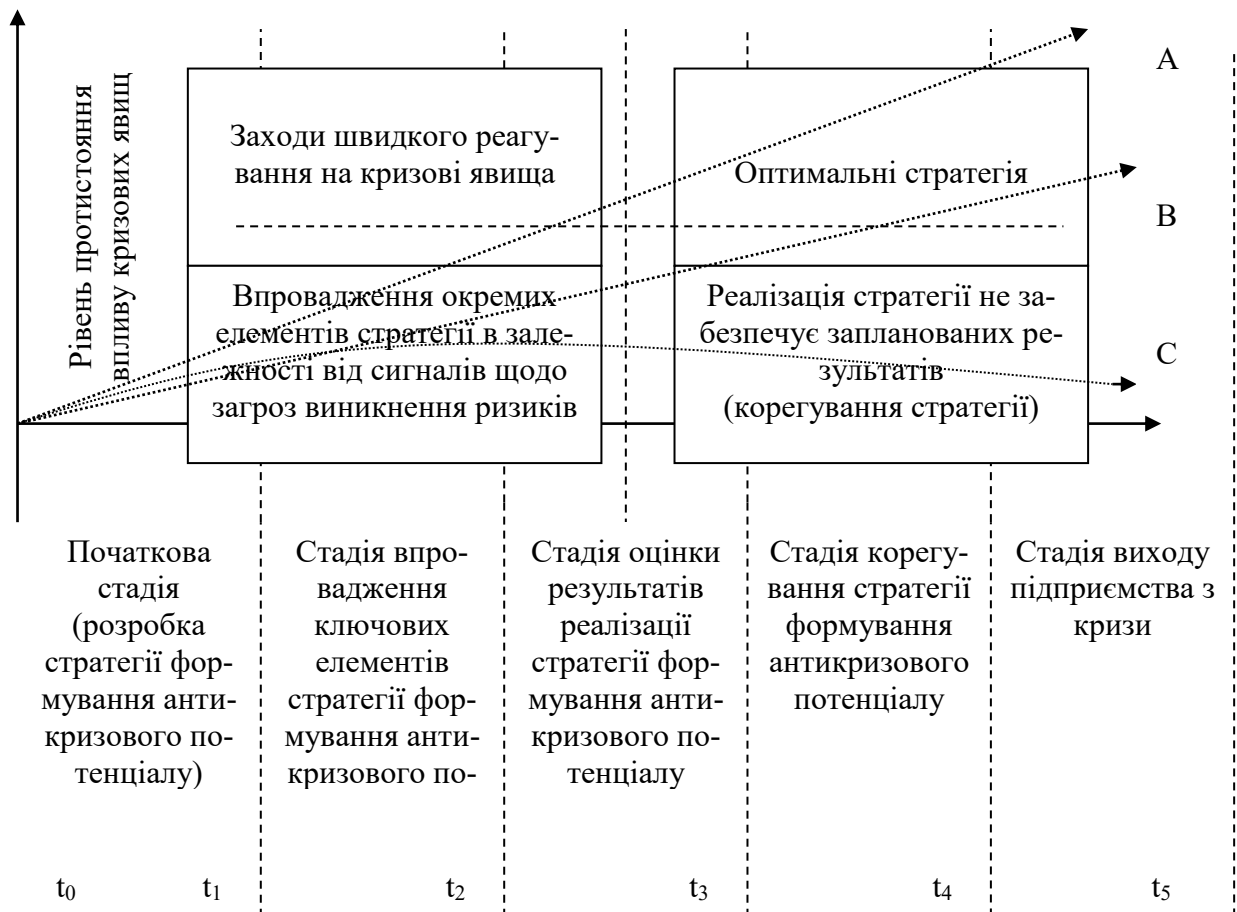 Рівень протистояння
впливу кризових явищ
Заходи швидкого реагу-
вання на кризові явища
Впровадження окремих
елементів стратегії в зале-
жності від сигналів щодо
загроз виникнення ризиків
Оптимальні стратегія
Реалізація стратегії не за-
безпечує запланованих ре-
зультатів
(корегування стратегії)
A
B
C
Початкова
стадія
(розробка
стратегії фор-
мування анти-
кризового по-
тенціалу)
Стадія впро-
вадження
ключових
елементів
стратегії фор-
мування анти-
кризового по-
Стадія оцінки
результатів
реалізації
стратегії фор-
мування анти-
кризового по-
тенціалу
Стадія корегу-
вання стратегії
формування
антикризового
потенціалу
Стадія виходу
підприємства з
кризи
t0 t1 t2 t3 t4 t5